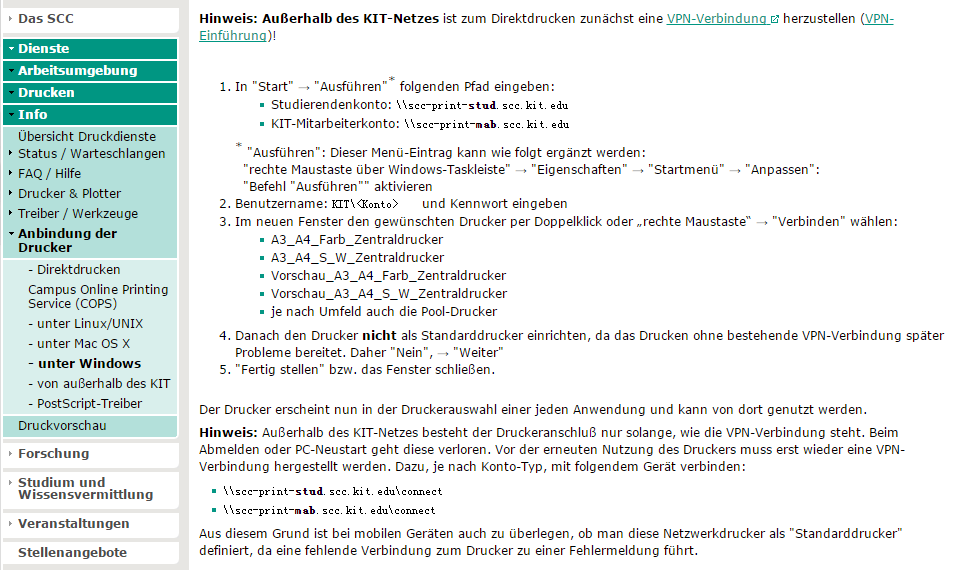 Das SCC
Dienste
Arbeitsumgebung
Drucken
Info
Übersicht Druckdienste
Status / Warteschlangen
FAQ / Hilfe
Drucker & Plotter
Treiber / Werkzeuge
Anbindung der
Drucker
- Direktdrucken
Campus Online Printing
Service (COPS)
- unter Linux/UNIX
- unter Mac OS X
- unter Windows
- von außerhalb des KIT
- PostScript-Treiber
Druckvorschau
Forschung
Studium und
Wissensvermittlung
Veranstaltungen
Stellenangebote
Hinweis: Außerhalb des KIT-Netzes ist zum Direktdrucken zunächst eine VPN-Verbindung herzustellen (VPN-
Einführung)!
1. In "Start" → "Ausführen"* folgenden Pfad eingeben:
Studierendenkonto: \\scc-print-stud.scc.kit.edu
KIT-Mitarbeiterkonto: \\scc-print-mab.scc.kit.edu
* "Ausführen": Dieser Menü-Eintrag kann wie folgt ergänzt werden:
"rechte Maustaste über Windows-Taskleiste" → "Eigenschaften" → "Startmenü" → "Anpassen":
"Befehl "Ausführen"" aktivieren
2. Benutzername: KIT\<Konto> und Kennwort eingeben
3. Im neuen Fenster den gewünschten Drucker per Doppelklick oder „rechte Maustaste“ → "Verbinden" wählen:
A3_A4_Farb_Zentraldrucker
A3_A4_S_W_Zentraldrucker
Vorschau_A3_A4_Farb_Zentraldrucker
Vorschau_A3_A4_S_W_Zentraldrucker
je nach Umfeld auch die Pool-Drucker
4. Danach den Drucker nicht als Standarddrucker einrichten, da das Drucken ohne bestehende VPN-Verbindung später
Probleme bereitet. Daher "Nein", → "Weiter"
5. "Fertig stellen" bzw. das Fenster schließen.
Der Drucker erscheint nun in der Druckerauswahl einer jeden Anwendung und kann von dort genutzt werden.
Hinweis: Außerhalb des KIT-Netzes besteht der Druckeranschluß nur solange, wie die VPN-Verbindung steht. Beim
Abmelden oder PC-Neustart geht diese verloren. Vor der erneuten Nutzung des Druckers muss erst wieder eine VPN-
Verbindung hergestellt werden. Dazu, je nach Konto-Typ, mit folgendem Gerät verbinden:
\\scc-print-stud.scc.kit.edu\connect
\\scc-print-mab.scc.kit.edu\connect
Aus diesem Grund ist bei mobilen Geräten auch zu überlegen, ob man diese Netzwerkdrucker als "Standarddrucker"
definiert, da eine fehlende Verbindung zum Drucker zu einer Fehlermeldung führt.